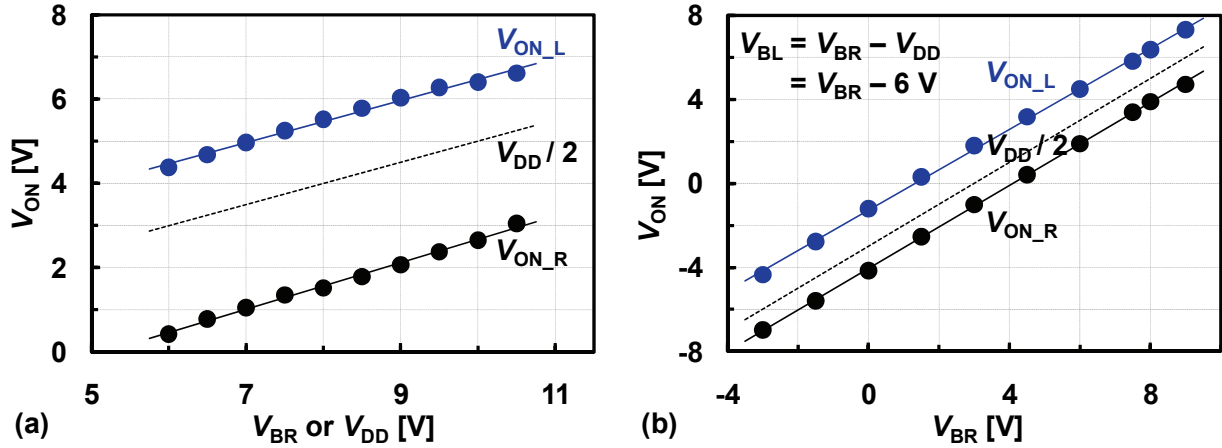 8
6
4
2
0
V_ON [V]
V_ON_L
V_DD / 2
V_ON_R
5
7
9
11
(a)
V_BR or V_DD [V]
8
4
0
-4
-8
V_ON [V]
V_BL = V_BR – V_DD
= V_BR – 6 V
V_ON_L
V_DD / 2
V_ON_R
-4
0
4
8
(b)
V_BR [V]